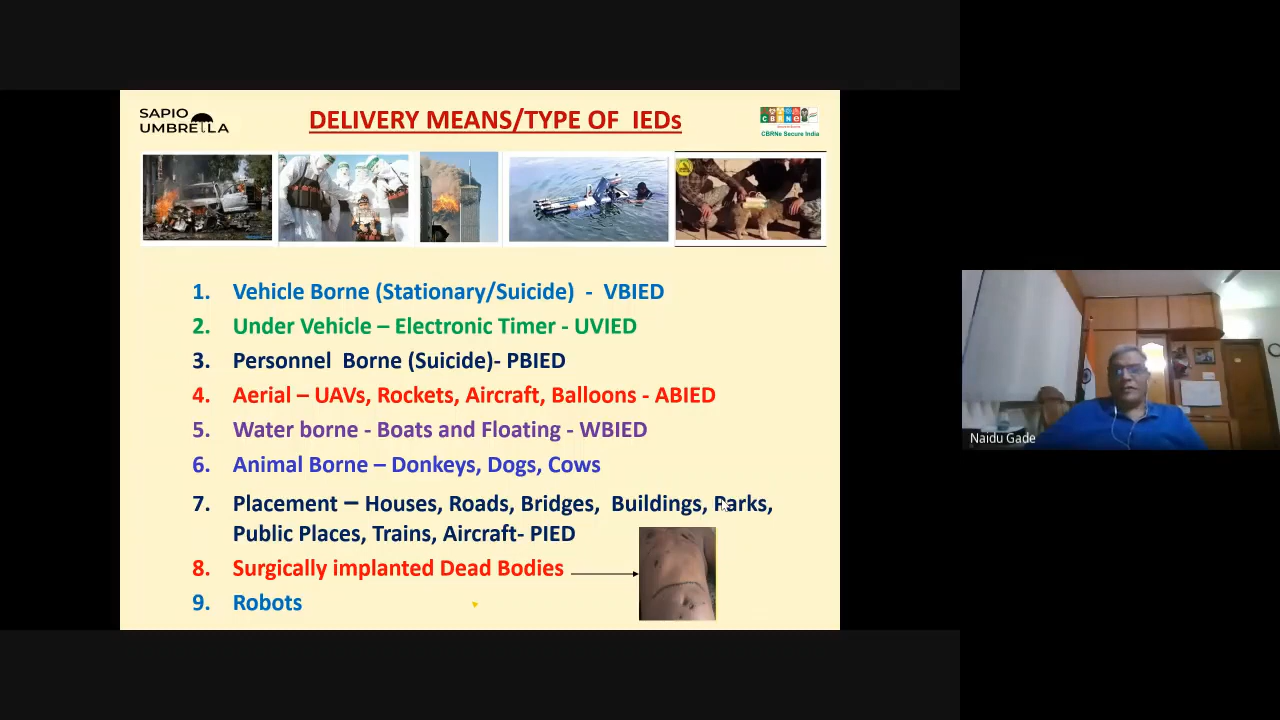 SAPIO
UMBRELLA
DELIVERY MEANS/TYPE OF IEDs
CBRNe
CBRNe Secure India
1. Vehicle Borne (Stationary/Suicide) - VBIED
2. Under Vehicle – Electronic Timer - UVIED
3. Personnel Borne (Suicide)- PBIED
4. Aerial – UAVs, Rockets, Aircraft, Balloons - ABIED
5. Water borne - Boats and Floating - WBIED
6. Animal Borne – Donkeys, Dogs, Cows
7. Placement – Houses, Roads, Bridges, Buildings, Parks,
Public Places, Trains, Aircraft- PIED
8. Surgically implanted Dead Bodies
9. Robots
Naidu Gade